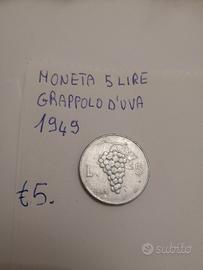 MONETA 5 LIRE
GRAPPOLO D'UVA
1949
L 5
€5.
subito